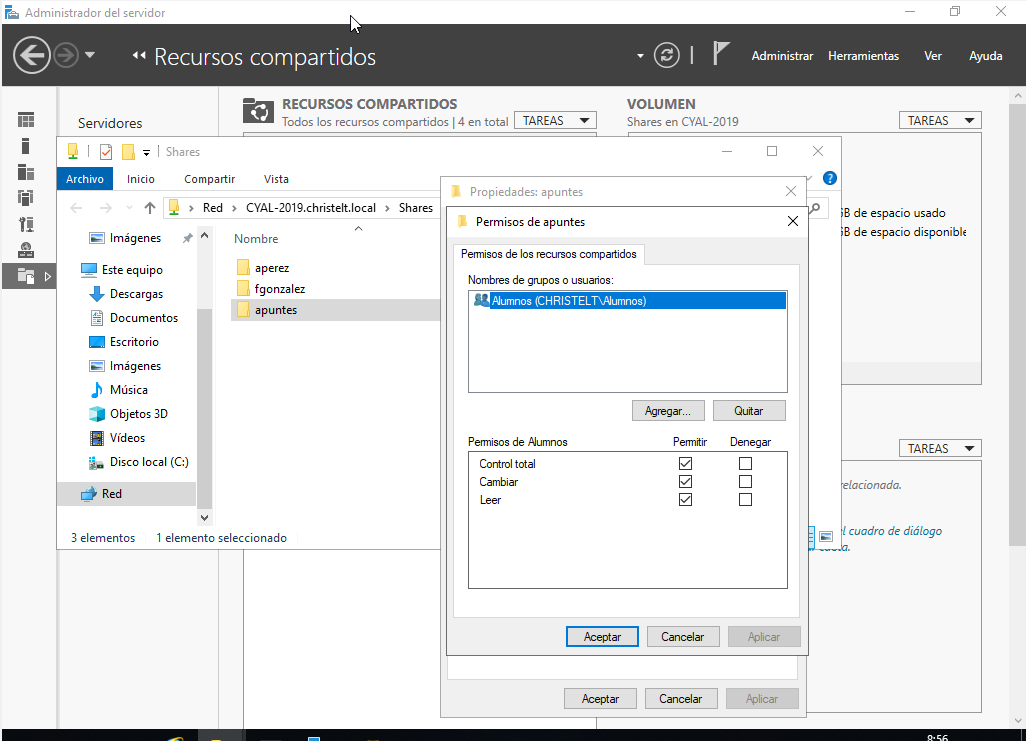 Administrador del servidor
Recursos compartidos
Administrar
Herramientas
Ver
Ayuda
Servidores
RECURSOS COMPARTIDOS
Todos los recursos compartidos | 4 en total
TAREAS
VOLUMEN
Shares en CYAL-2019
TAREAS
Shares
Archivo
Inicio
Compartir
Vista
Red
CYAL-2019.christelt.local
Shares
Imágenes
Este equipo
Descargas
Documentos
Escritorio
Imágenes
Música
Objetos 3D
Vídeos
Disco local (C:)
Red
Nombre
aperez
fgonzalez
apuntes
3 elementos
1 elemento seleccionado
Propiedades: apuntes
Permisos de apuntes
Permisos de los recursos compartidos
Nombres de grupos o usuarios:
Alumnos (CHRISTELT\Alumnos)
Agregar...
Quitar
Permisos de Alumnos
Permitir
Denegar
Control total
Cambiar
Leer
Aceptar
Cancelar
Aplicar
Aceptar
Cancelar
Aplicar
GB de espacio usado
GB de espacio disponible
TAREAS
relacionada.
el cuadro de diálogo
cuota.
8:56